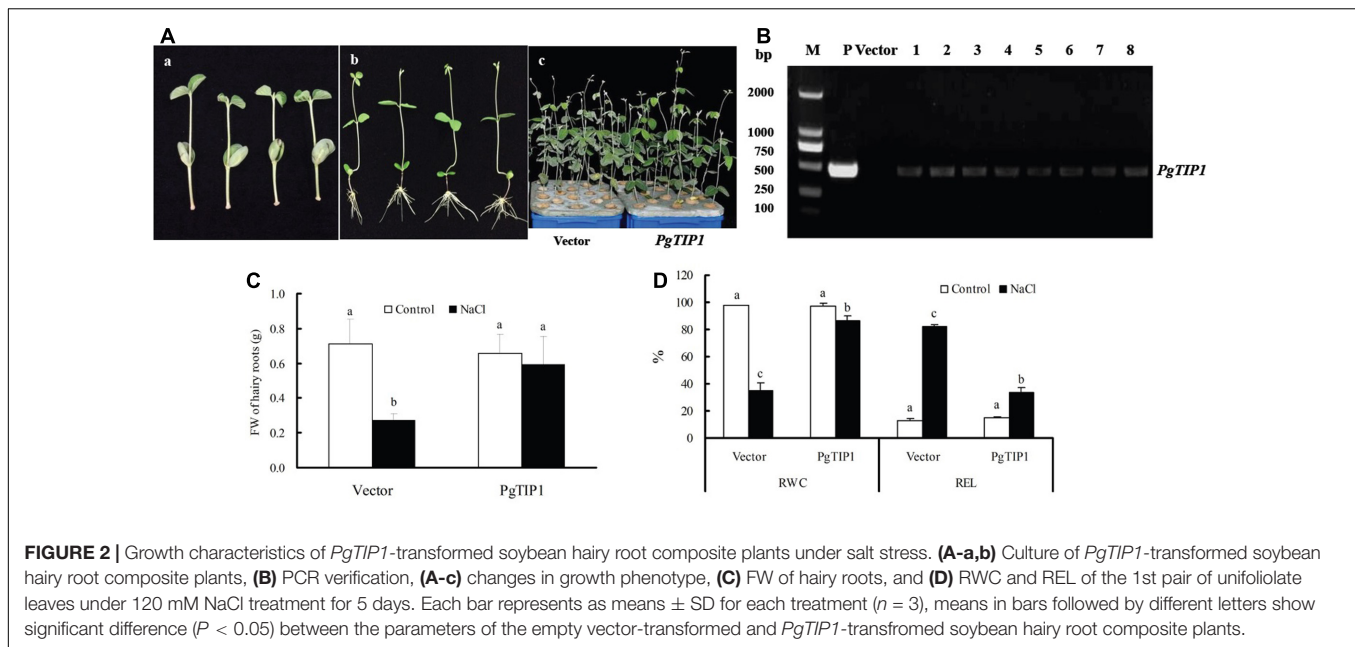 A
a
b
c
Vector PgTIP1
B
M P Vector 1 2 3 4 5 6 7 8
bp
2000
1000
750
500
250
100
PgTIP1
C
FW of hairy roots (g)
1.0
0.8
0.6
0.4
0.2
0.0
Control NaCl
a
b
a
a
Vector PgTIP1
D
%
120
100
80
60
40
20
0
Control NaCl
a
c
a
b
a
c
a
b
Vector PgTIP1 Vector PgTIP1
RWC REL
FIGURE 2 | Growth characteristics of PgTIP1-transformed soybean hairy root composite plants under salt stress. (A-a,b) Culture of PgTIP1-transformed soybean
hairy root composite plants, (B) PCR verification, (A-c) changes in growth phenotype, (C) FW of hairy roots, and (D) RWC and REL of the 1st pair of unifoliolate
leaves under 120 mM NaCl treatment for 5 days. Each bar represents as means ± SD for each treatment (n = 3), means in bars followed by different letters show
significant difference (P < 0.05) between the parameters of the empty vector-transformed and PgTIP1-transfromed soybean hairy root composite plants.